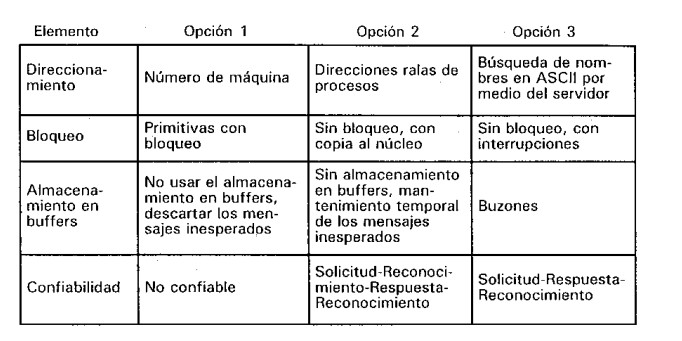 Elemento Opción 1 Opción 2 Opción 3
Direcciona-
miento
Número de máquina
Direcciones ralas de
procesos
Búsqueda de nom-
bres en ASCII por
medio del servidor
Bloqueo
Primitivas con
bloqueo
Sin bloqueo, con
copia al núcleo
Sin bloqueo, con
interrupciones
Almacena-
miento en
buffers
No usar el almacena-
miento en buffers,
descartar los men-
sajes inesperados
Sin almacenamiento
en buffers, man-
tenimiento temporal
de los mensajes
inesperados
Buzones
Confiabilidad
No confiable
Solicitud-Reconoci-
miento-Respuesta-
Reconocimiento
Solicitud-Respuesta-
Reconocimiento